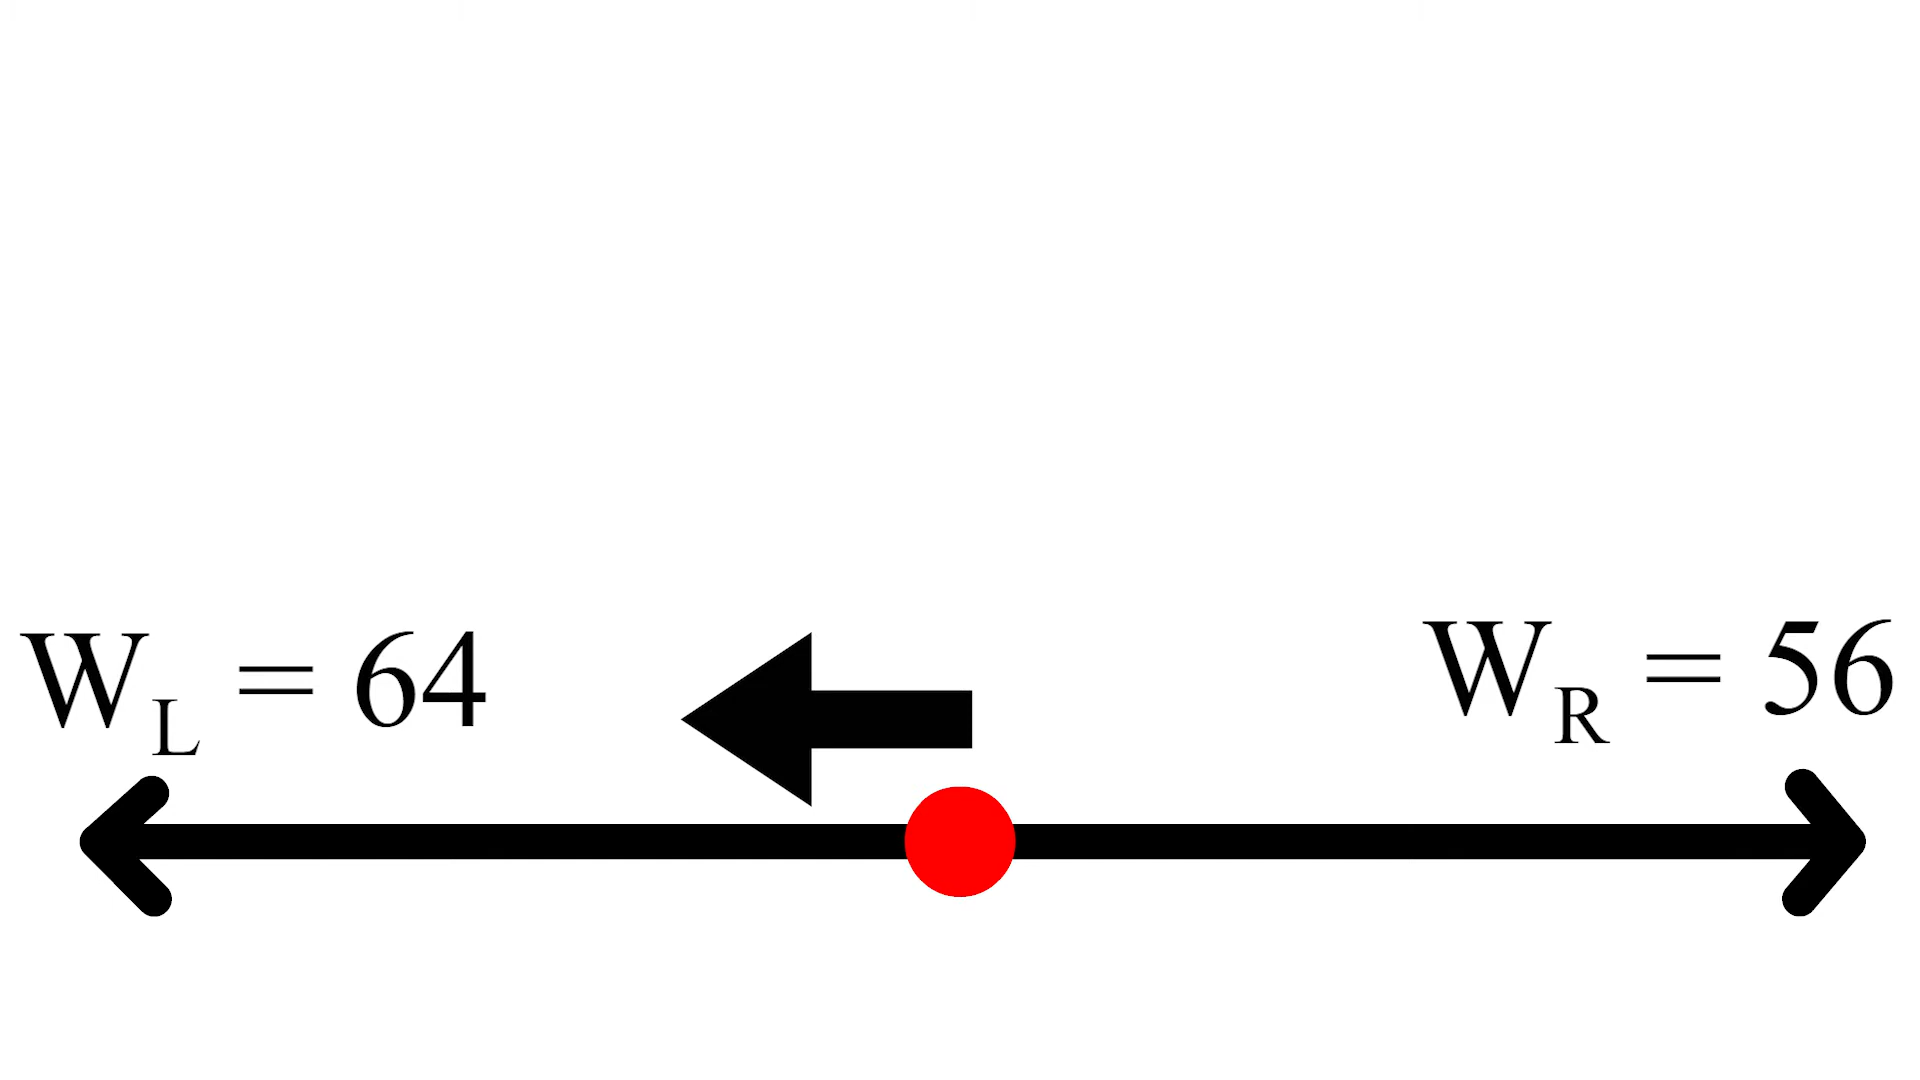 W_L = 64
W_R = 56